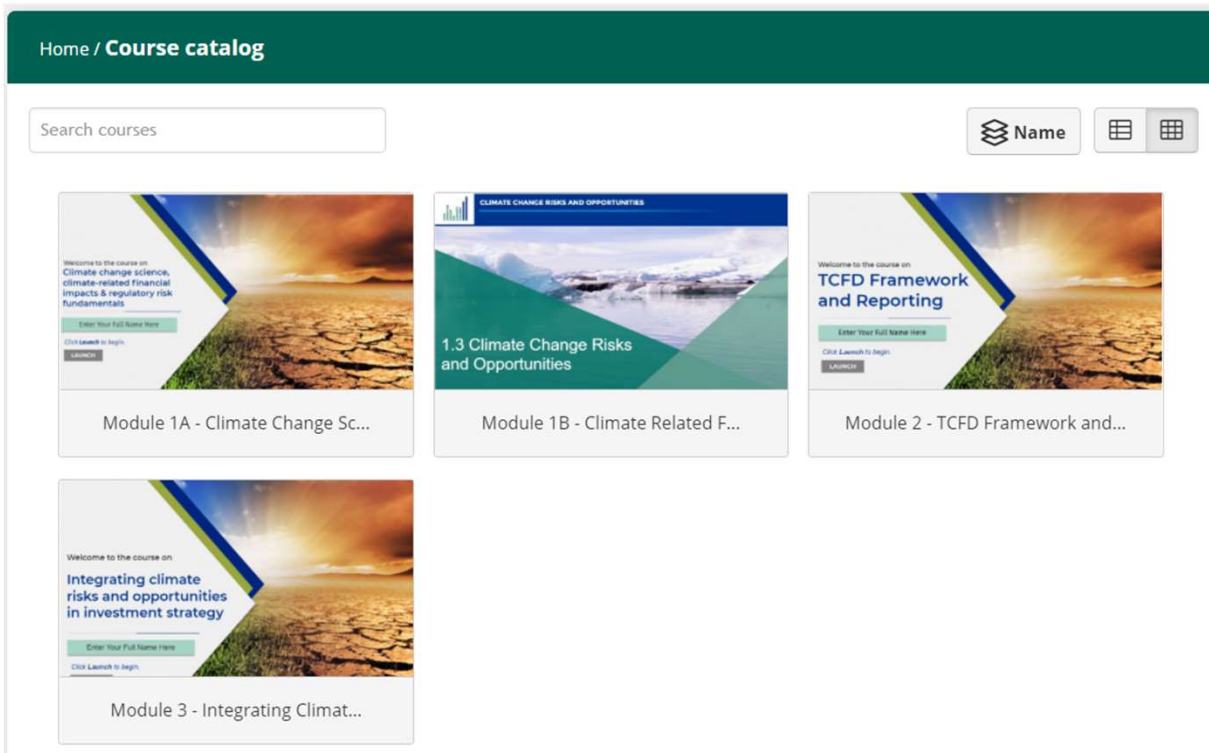 Home / Course catalog
Search courses
Name
Welcome to the course on
Climate change science,
climate-related financial
impacts & regulatory risk
fundamentals
Enter Your Full Name Here
Click Launch to begin.
LAUNCH
Module 1A - Climate Change Sc...
CLIMATE CHANGE RISKS AND OPPORTUNITIES
1.3 Climate Change Risks
and Opportunities
Module 1B - Climate Related F...
Welcome to the course on
TCFD Framework
and Reporting
Enter Your Full Name Here
Click Launch to begin.
LAUNCH
Module 2 - TCFD Framework and...
Welcome to the course on
Integrating climate
risks and opportunities
in investment strategy
Enter Your Full Name Here
Click Launch to begin.
Module 3 - Integrating Climat...